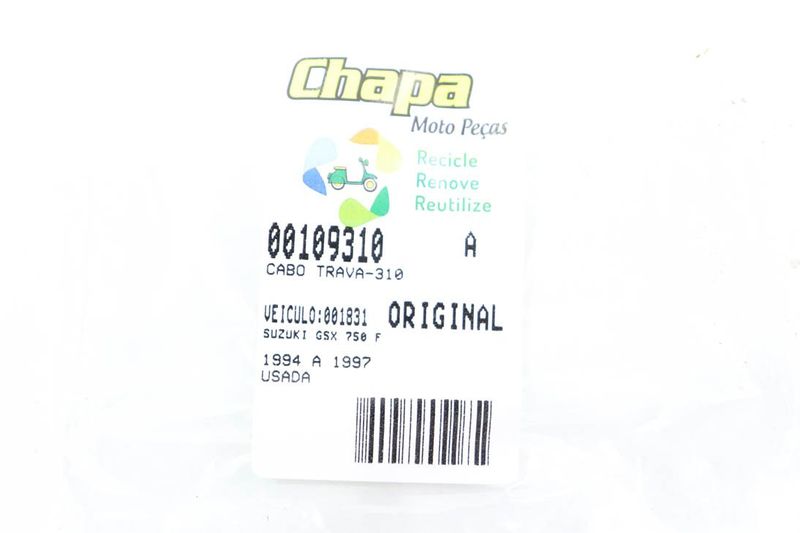 Chapa
Moto Peças
Recicle
Renove
Reutilize
00109310 A
CABO TRAVA-310
VEICULO:001831 ORIGINAL
SUZUKI GSX 750 F
1994 A 1997
USADA